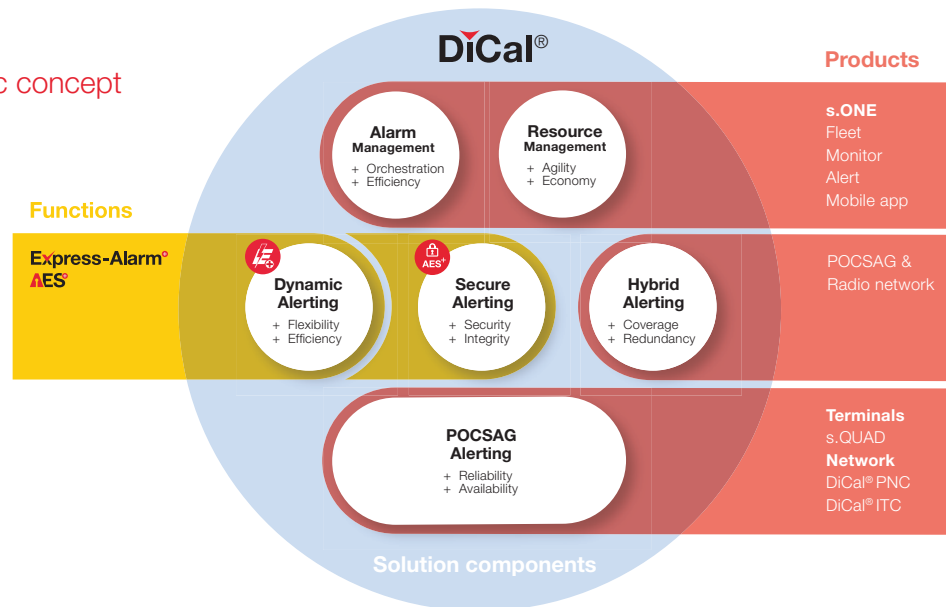 DiCal®
c concept
Products
s.ONE
Fleet
Monitor
Alert
Mobile app
Alarm
Management
+ Orchestration
+ Efficiency
Resource
Management
+ Agility
+ Economy
Functions
Express-Alarm
AES
E+
Dynamic
Alerting
+ Flexibility
+ Efficiency
AES+
Secure
Alerting
+ Security
+ Integrity
Hybrid
Alerting
+ Coverage
+ Redundancy
POCSAG &
Radio network
POCSAG
Alerting
+ Reliability
+ Availability
Terminals
s.QUAD
Network
DiCal® PNC
DiCal® ITC
Solution components